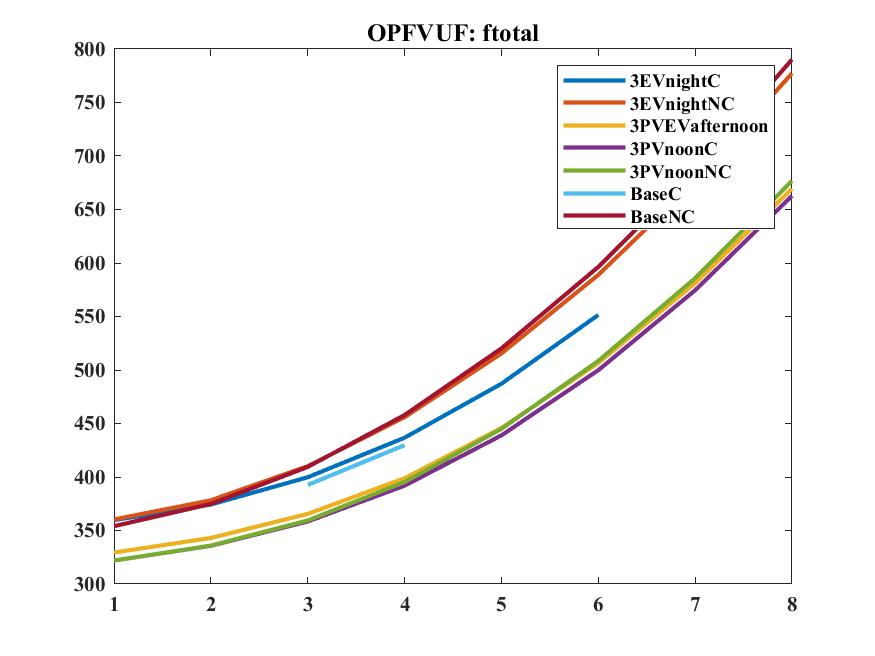 OPFVUF: ftotal
800
750
700
650
600
550
500
450
400
350
300
3EVnightC
3EVnightNC
3PVEVafternoon
3PVnoonC
3PVnoonNC
BaseC
BaseNC
1 2 3 4 5 6 7 8